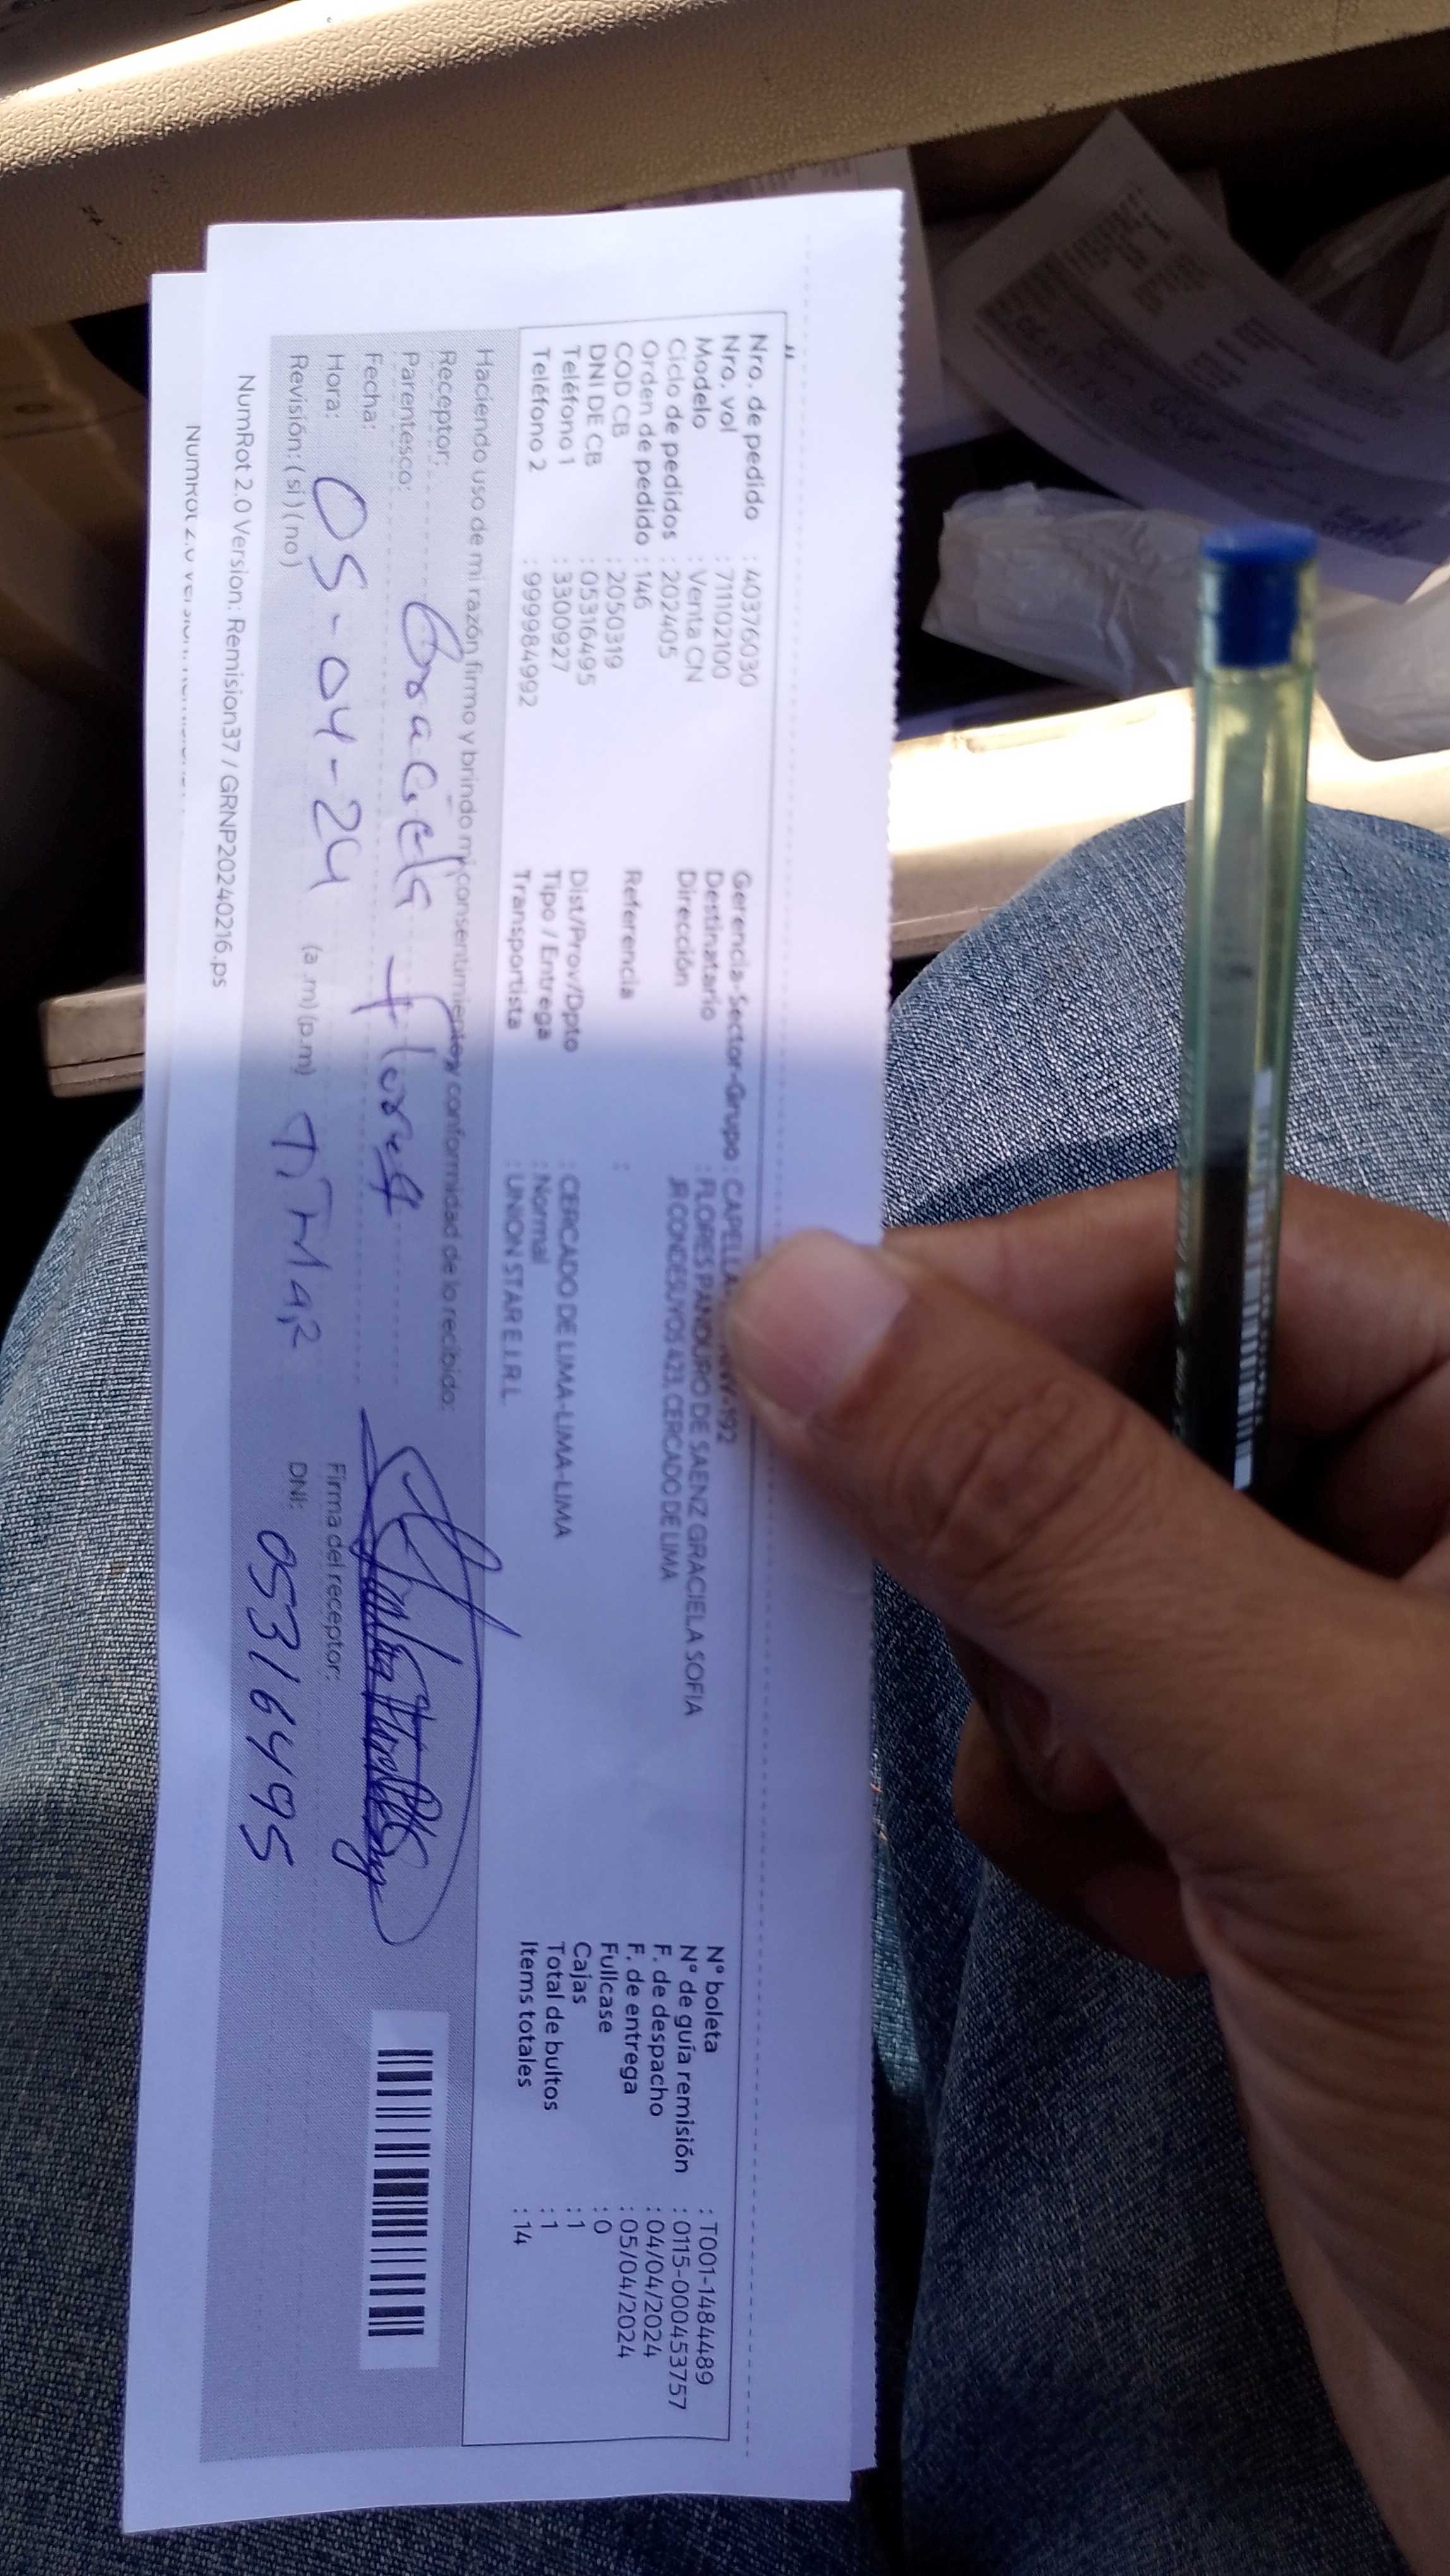 Nro. de pedido : 40376030
Nro. vol : 71102100
Modelo : Venta CN
Ciclo de pedidos : 202405
Orden de pedido : 146
COD CB : 2050319
DNI DE CB : 05316495
Teléfono 1 : 3300927
Teléfono 2 : 999984992
Gerencia-Sector-Grupo : CAPELLA
Destinatario : FLORES PANDURO DE SAENZ GRACIELA SOFIA
Dirección JR CONDESUYOS 423, CERCADO DE LIMA
Referencia :
Dist/Prov/Dpto : CERCADO DE LIMA-LIMA-LIMA
Tipo / Entrega : Normal
Transportista : UNION STAR E.I.R.L
N° boleta : T001-1484489
N° de guía remisión : 0115-000453757
F. de despacho : 04/04/2024
F. de entrega : 05/04/2024
Fullcase : 0
Cajas : 1
Total de bultos : 1
Items totales : 14
Haciendo uso de mi razón firmo y brindo mi consentimiento y conformidad de lo recibido.
Receptor:
Parentesco: Graciela Flores
Fecha:
Hora: 05-04-24 (a .m) (p.m) TiTMar
Firma del receptor:
Revisión: ( si ) ( no )
DNI: 05316495
NumRot 2.0 Version: Remision37 / GRNP20240216.ps